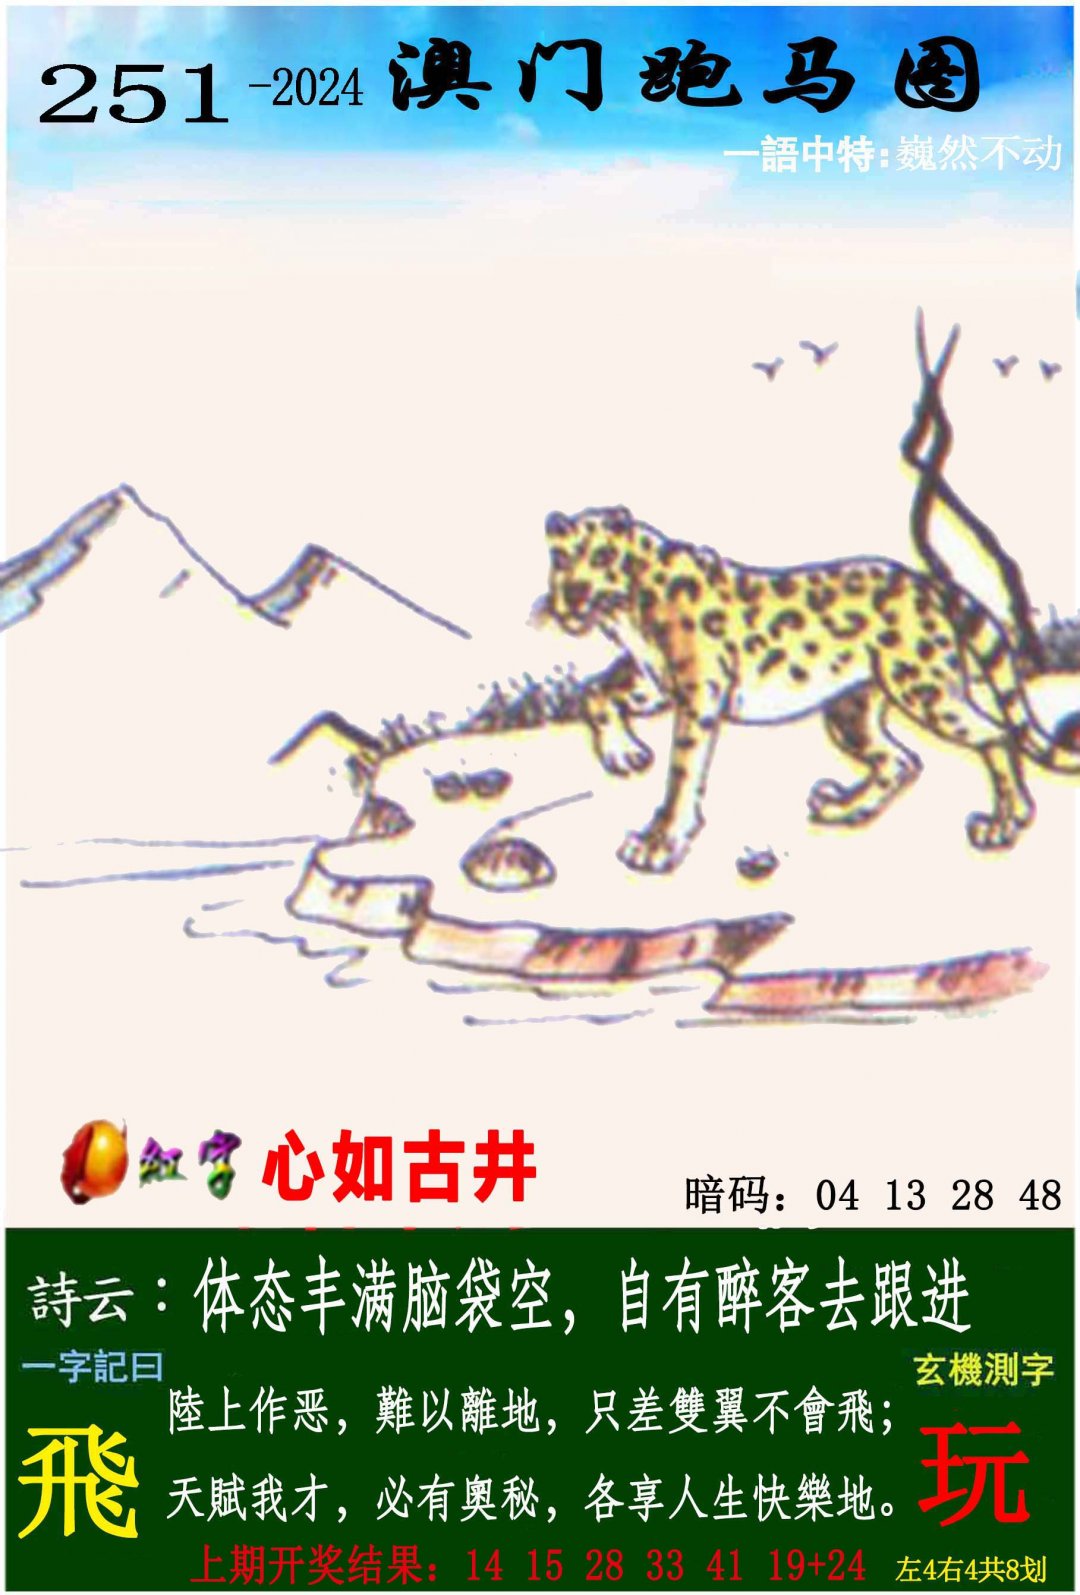 251-2024 澳门跑马图
一語中特:巍然不动
紅字 心如古井
暗码: 04 13 28 48
詩云:体态丰满脑袋空，自有醉客去跟进
一字記曰
玄機測字
陸上作恶，難以離地，只差雙翼不會飛；
飛
玩
天賦我才，必有奧秘，各享人生快樂地。
上期开奖结果: 14 15 28 33 41 19+24
左4右4共8划